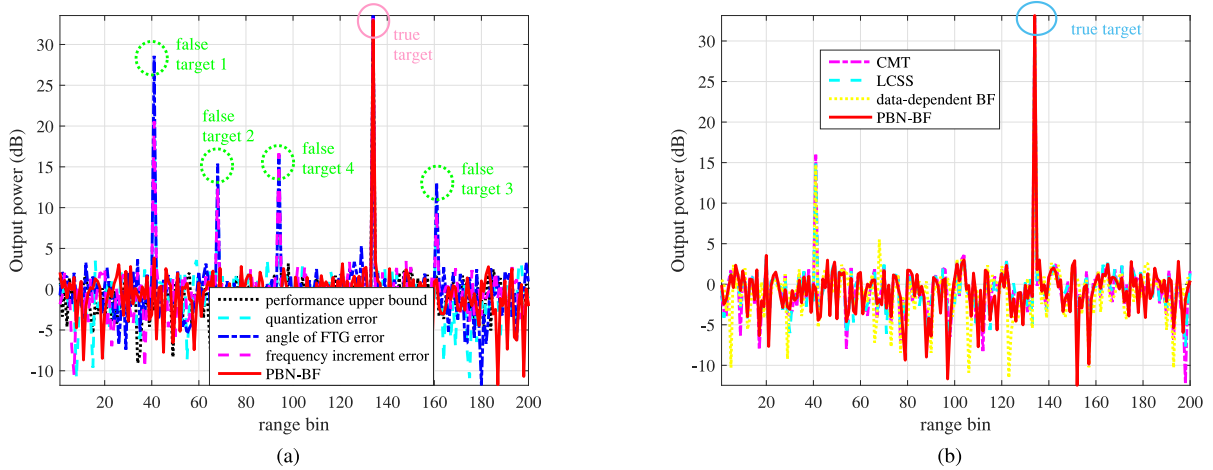 30
25
20
15
10
5
0
-5
-10
Output power (dB)
20 40 60 80 100 120 140 160 180 200
range bin
false
target 1
false
target 2
false
target 4
true
target
false
target 3
performance upper bound
quantization error
angle of FTG error
frequency increment error
PBN-BF
(a)
30
25
20
15
10
5
0
-5
-10
Output power (dB)
20 40 60 80 100 120 140 160 180 200
range bin
true target
CMT
LCSS
data-dependent BF
PBN-BF
(b)